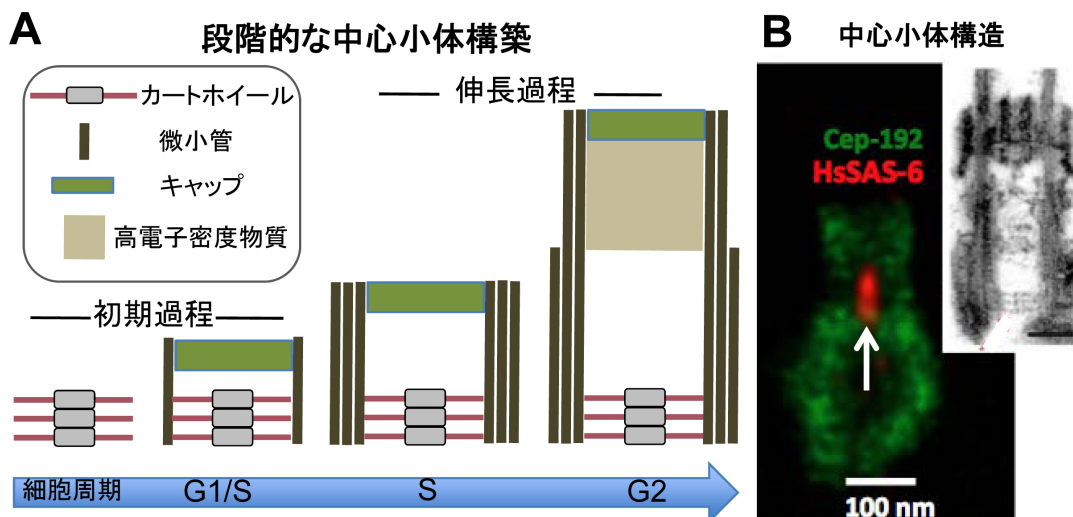 A
段階的な中心小体構築
カートホイール
微小管
キャップ
高電子密度物質
伸長過程
初期過程
細胞周期
G1/S
S
G2
B
中心小体構造
Cep-192
HsSAS-6
100 nm